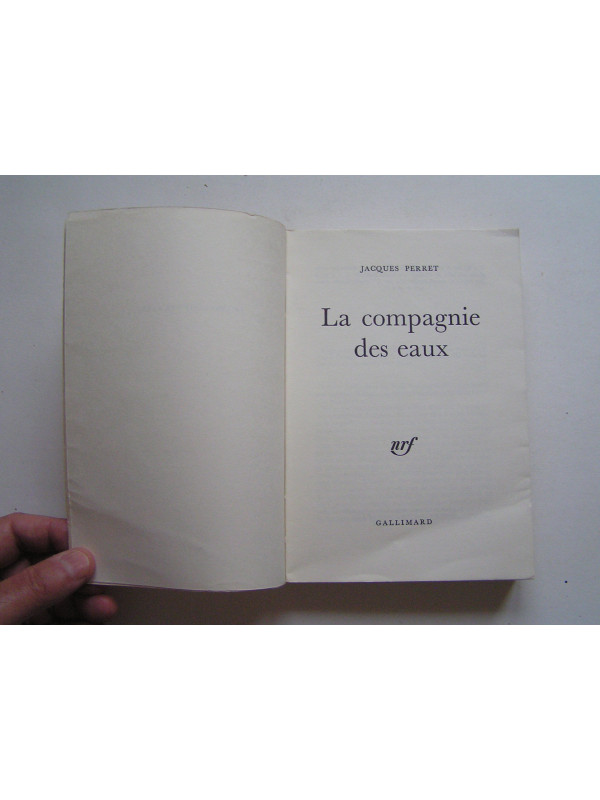 JACQUES PERRET
La compagnie
des eaux
nrf
GALLIMARD